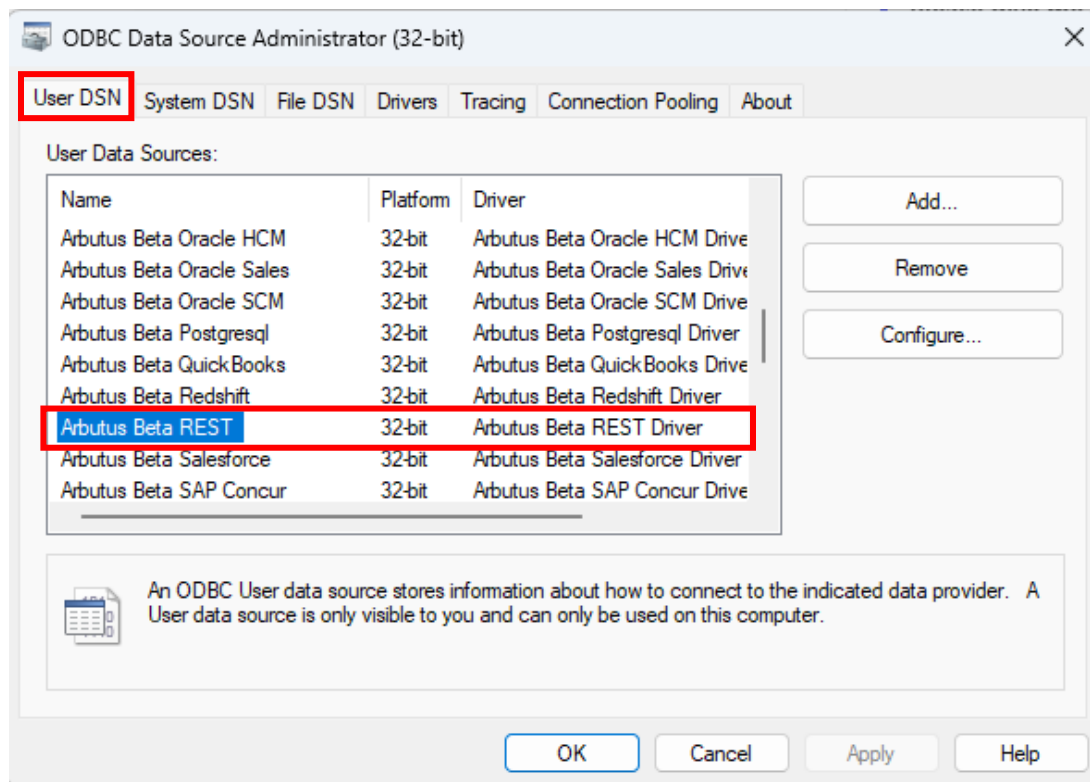 ODBC Data Source Administrator (32-bit)
User DSN System DSN File DSN Drivers Tracing Connection Pooling About
User Data Sources:
Name Platform Driver
Arbutus Beta Oracle HCM 32-bit Arbutus Beta Oracle HCM Drive
Arbutus Beta Oracle Sales 32-bit Arbutus Beta Oracle Sales Drive
Arbutus Beta Oracle SCM 32-bit Arbutus Beta Oracle SCM Drive
Arbutus Beta Postgresql 32-bit Arbutus Beta Postgresql Driver
Arbutus Beta QuickBooks 32-bit Arbutus Beta QuickBooks Drive
Arbutus Beta Redshift 32-bit Arbutus Beta Redshift Driver
Arbutus Beta REST 32-bit Arbutus Beta REST Driver
Arbutus Beta Salesforce 32-bit Arbutus Beta Salesforce Driver
Arbutus Beta SAP Concur 32-bit Arbutus Beta SAP Concur Drive
Add...
Remove
Configure...
An ODBC User data source stores information about how to connect to the indicated data provider. A
User data source is only visible to you and can only be used on this computer.
OK Cancel Apply Help